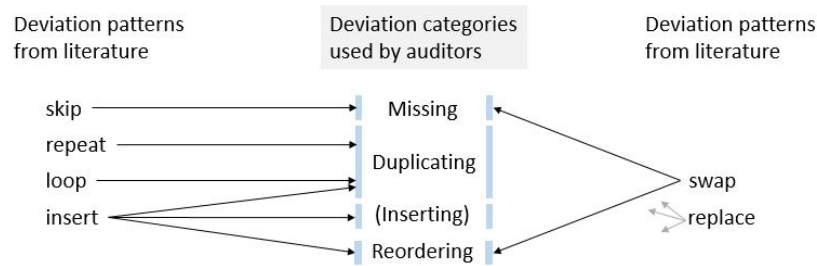 Deviation patterns
from literature
Deviation categories
used by auditors
Deviation patterns
from literature
skip
repeat
loop
insert
Missing
Duplicating
(Inserting)
Reordering
swap
replace